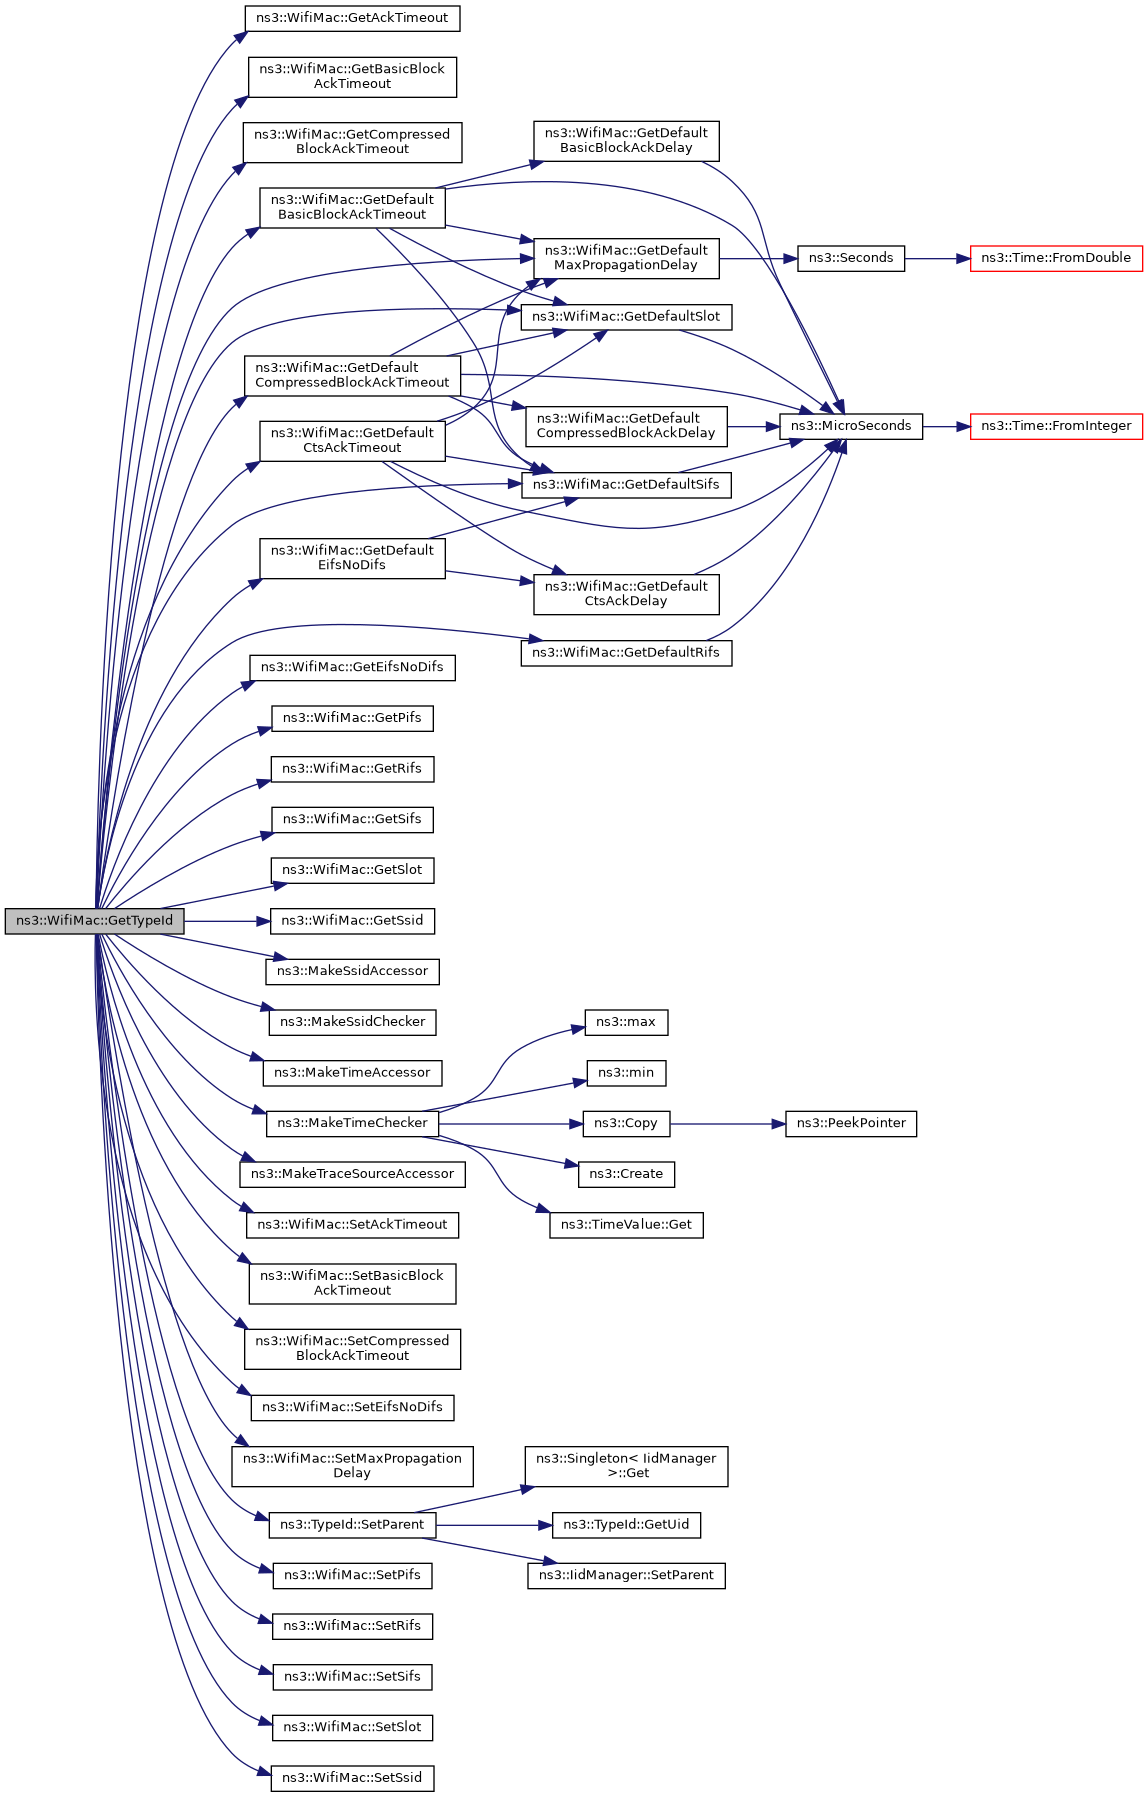 ns3::WifiMac::GetTypeId
ns3::WifiMac::GetAckTimeout
ns3::WifiMac::GetBasicBlock
AckTimeout
ns3::WifiMac::GetCompressed
BlockAckTimeout
ns3::WifiMac::GetDefault
BasicBlockAckTimeout
ns3::WifiMac::GetDefault
BasicBlockAckDelay
ns3::WifiMac::GetDefault
MaxPropagationDelay
ns3::Seconds
ns3::Time::FromDouble
ns3::WifiMac::GetDefaultSlot
ns3::WifiMac::GetDefault
CompressedBlockAckTimeout
ns3::WifiMac::GetDefault
CompressedBlockAckDelay
ns3::MicroSeconds
ns3::Time::FromInteger
ns3::WifiMac::GetDefault
CtsAckTimeout
ns3::WifiMac::GetDefaultSifs
ns3::WifiMac::GetDefault
EifsNoDifs
ns3::WifiMac::GetDefault
CtsAckDelay
ns3::WifiMac::GetDefaultRifs
ns3::WifiMac::GetEifsNoDifs
ns3::WifiMac::GetPifs
ns3::WifiMac::GetRifs
ns3::WifiMac::GetSifs
ns3::WifiMac::GetSlot
ns3::WifiMac::GetSsid
ns3::MakeSsidAccessor
ns3::MakeSsidChecker
ns3::MakeTimeAccessor
ns3::MakeTimeChecker
ns3::max
ns3::min
ns3::Copy
ns3::PeekPointer
ns3::Create
ns3::TimeValue::Get
ns3::MakeTraceSourceAccessor
ns3::WifiMac::SetAckTimeout
ns3::WifiMac::SetBasicBlock
AckTimeout
ns3::WifiMac::SetCompressed
BlockAckTimeout
ns3::WifiMac::SetEifsNoDifs
ns3::WifiMac::SetMaxPropagation
Delay
ns3::TypeId::SetParent
ns3::Singleton< IidManager
>::Get
ns3::TypeId::GetUid
ns3::IidManager::SetParent
ns3::WifiMac::SetPifs
ns3::WifiMac::SetRifs
ns3::WifiMac::SetSifs
ns3::WifiMac::SetSlot
ns3::WifiMac::SetSsid